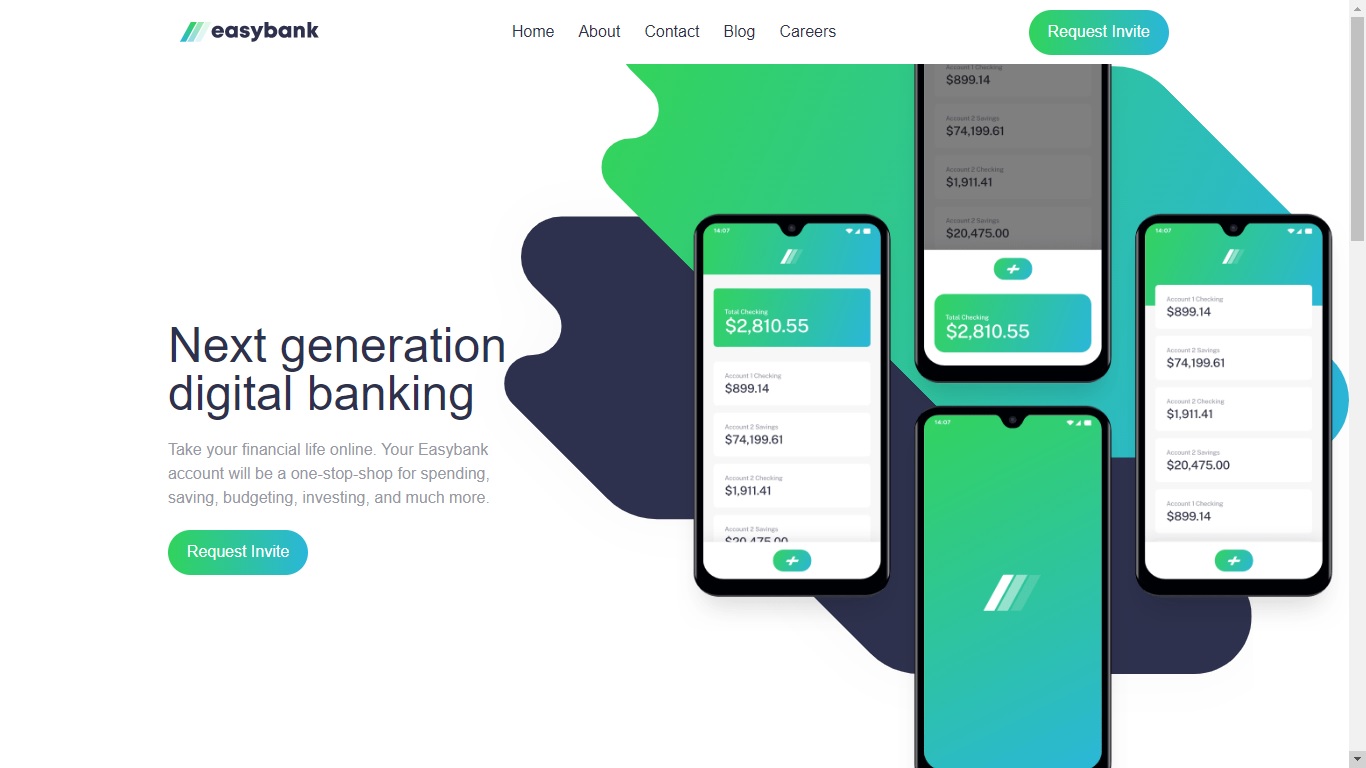 easybank
Home
About
Contact
Blog
Careers
Request Invite
Next generation
digital banking
Take your financial life online. Your Easybank
account will be a one-stop-shop for spending,
saving, budgeting, investing, and much more.
Request Invite
14:07
Total Checking
$2,810.55
Account 1 Checking
$899.14
Account 2 Savings
$74,199.61
Account 2 Checking
$1,911.41
Account 2 Savings
$20,475.00
Account 1 Checking
$899.14
Account 2 Savings
$74,199.61
Account 2 Checking
$1,911.41
Account 2 Savings
$20,475.00
Total Checking
$2,810.55
14:07
14:07
Account 1 Checking
$899.14
Account 2 Savings
$74,199.61
Account 2 Checking
$1,911.41
Account 2 Savings
$20,475.00
Account 1 Checking
$899.14